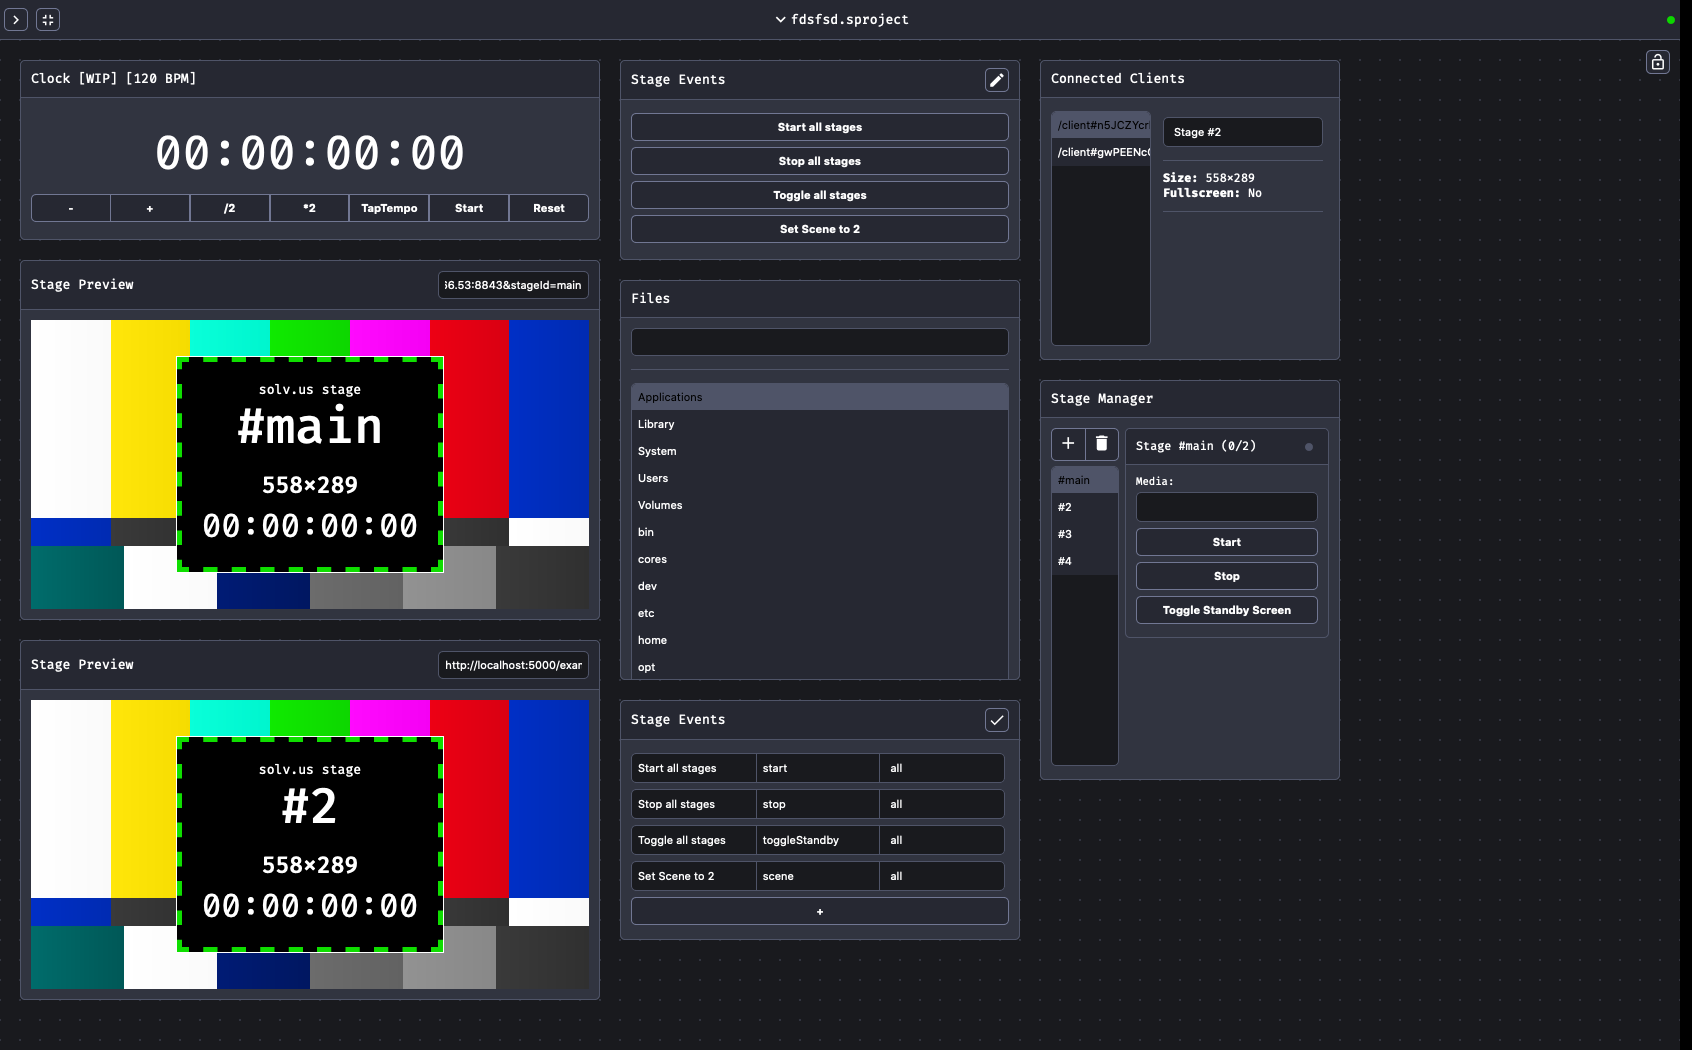 fdsfsd.sproject
Clock [WIP] [120 BPM]
00:00:00:00
- + /2 *2 TapTempo Start Reset
Stage Preview
56.53:8843&stageId=main
solv.us stage
#main
558×289
00:00:00:00
Stage Preview
http://localhost:5000/exar
solv.us stage
#2
558×289
00:00:00:00
Stage Events
Start all stages
Stop all stages
Toggle all stages
Set Scene to 2
Files
Applications
Library
System
Users
Volumes
bin
cores
dev
etc
home
opt
Stage Events
Start all stages start all
Stop all stages stop all
Toggle all stages toggleStandby all
Set Scene to 2 scene all
+
Connected Clients
/client#n5JCZYcr
/client#gwPEENc
Stage #2
Size: 558×289
Fullscreen: No
Stage Manager
+
#main
#2
#3
#4
Stage #main (0/2)
Media:
Start
Stop
Toggle Standby Screen